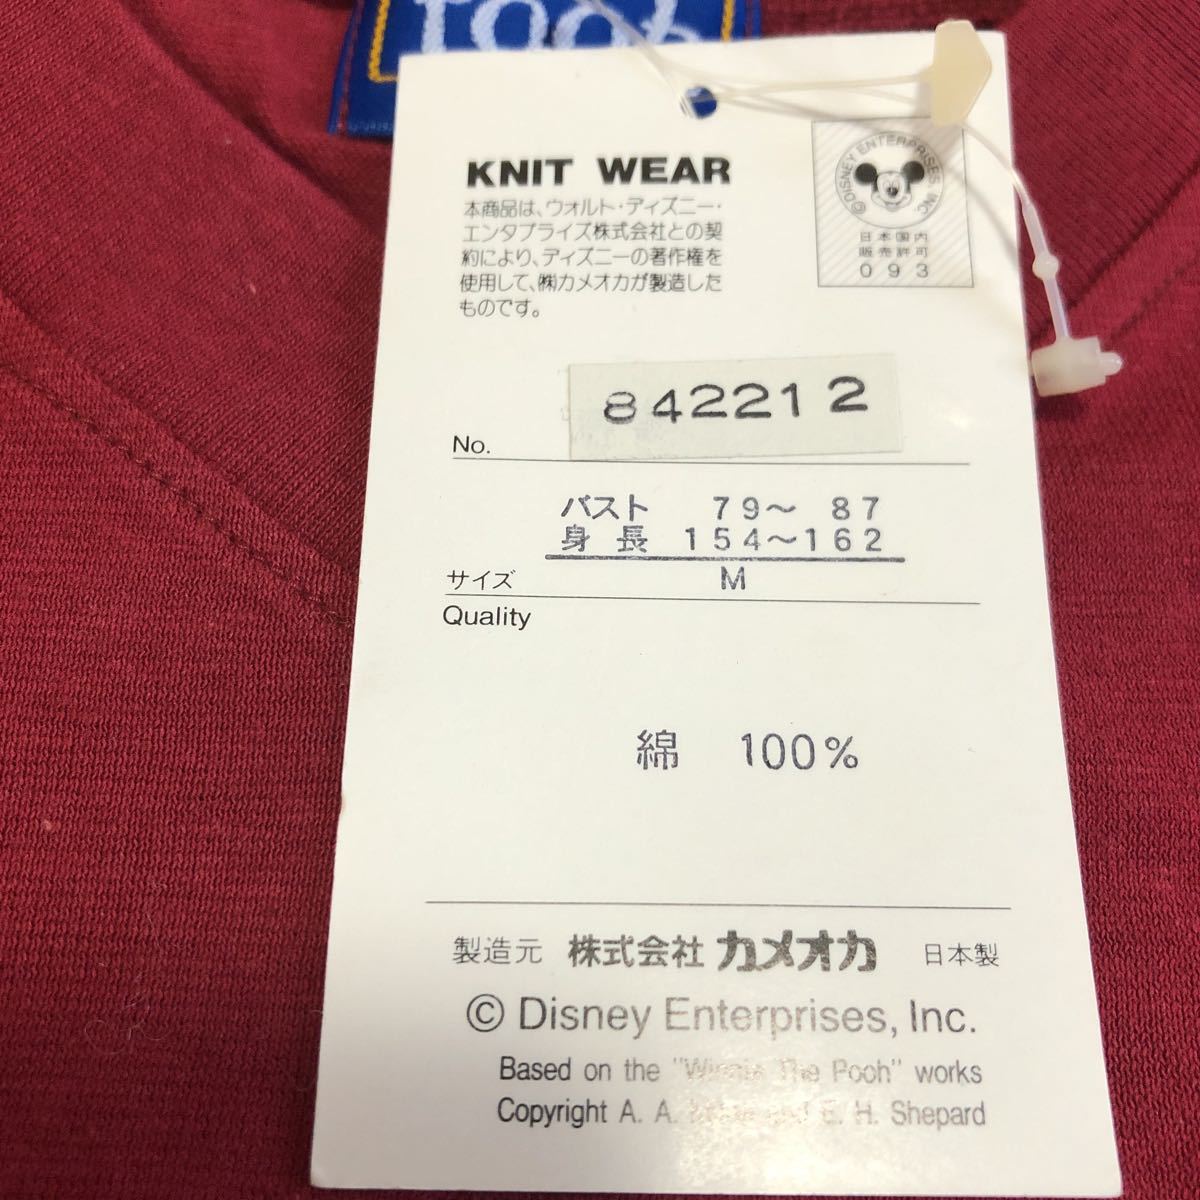 Pooh
KNIT WEAR
本商品は、ウォルト・ディズニー・
エンタプライズ株式会社との契
約により、ディズニーの著作権を
使用して、㈱カメオカが製造した
ものです。
© DISNEY ENTERPRISES, INC.
日本国内
販売許可
093
No. 842212
バスト 79～ 87
身 長 154～162
サイズ M
Quality
綿 100%
製造元 株式会社 カメオカ 日本製
© Disney Enterprises, Inc.
Based on the "Winnie The Pooh" works
Copyright A. A. Milne and E. H. Shepard